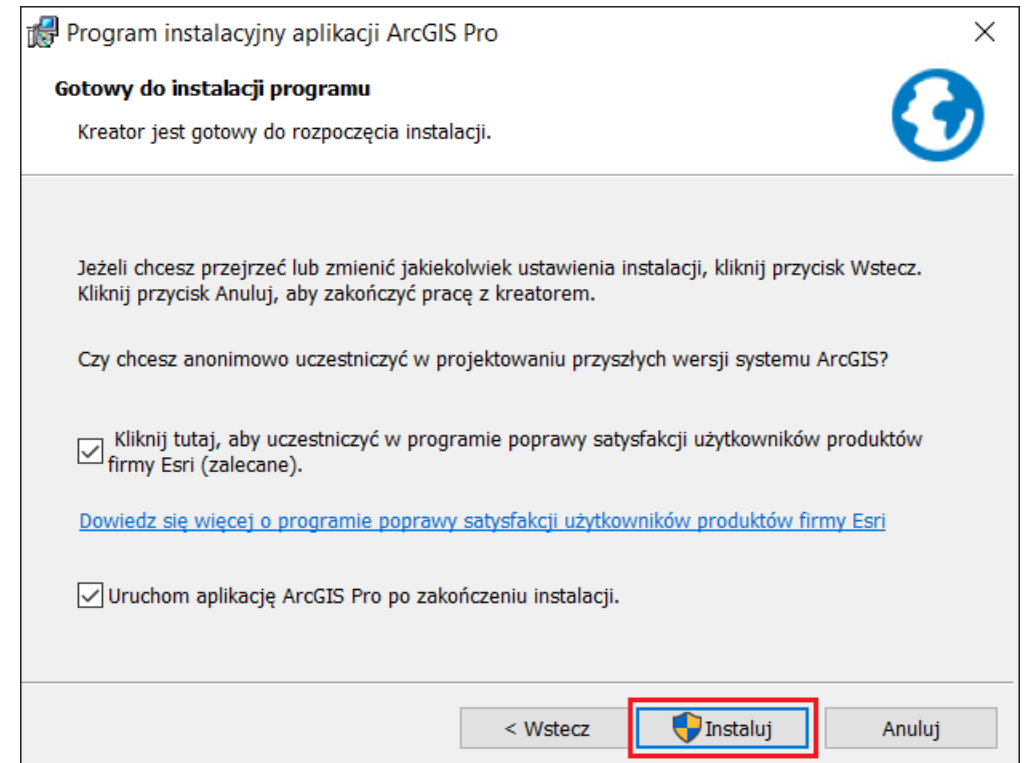 Program instalacyjny aplikacji ArcGIS Pro
Gotowy do instalacji programu
Kreator jest gotowy do rozpoczęcia instalacji.
Jeżeli chcesz przejrzeć lub zmienić jakiekolwiek ustawienia instalacji, kliknij przycisk Wstecz.
Kliknij przycisk Anuluj, aby zakończyć pracę z kreatorem.
Czy chcesz anonimowo uczestniczyć w projektowaniu przyszłych wersji systemu ArcGIS?
Kliknij tutaj, aby uczestniczyć w programie poprawy satysfakcji użytkowników produktów
firmy Esri (zalecane).
Dowiedz się więcej o programie poprawy satysfakcji użytkowników produktów firmy Esri
Uruchom aplikację ArcGIS Pro po zakończeniu instalacji.
< Wstecz Instaluj Anuluj